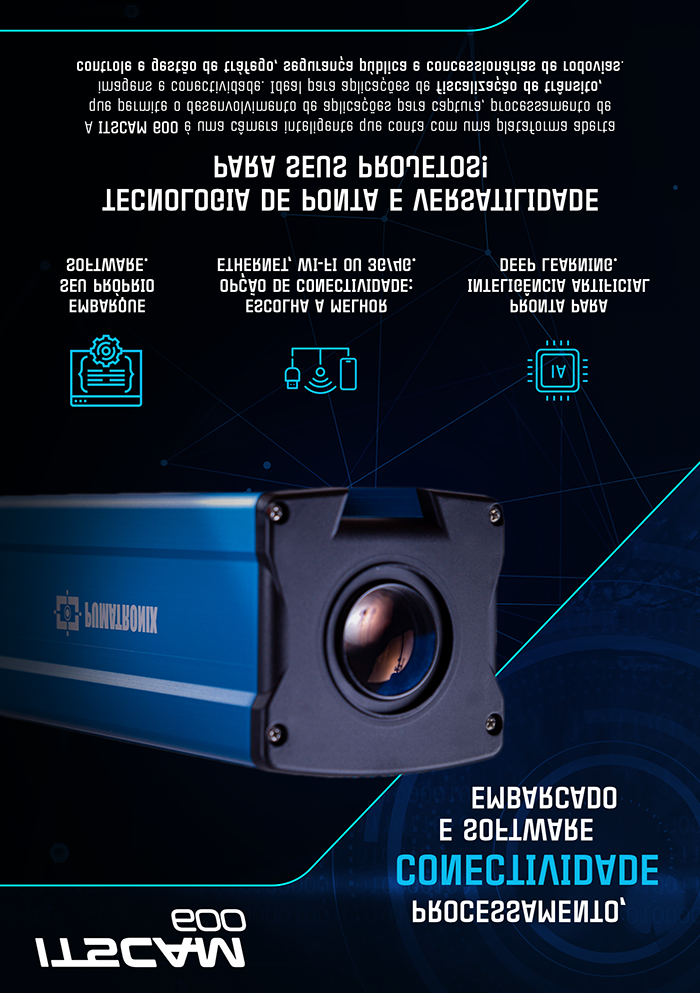 ITSCAM
600
PROCESSAMENTO,
CONECTIVIDADE
E SOFTWARE
EMBARCADO
PUMATRONIX
IA
EMBARQUE
SEU PRÓPRIO
SOFTWARE.
ESCOLHA A MELHOR
OPÇÃO DE CONECTIVIDADE:
ETHERNET, WI-FI OU 3G/4G.
PRONTA PARA
INTELIGÊNCIA ARTIFICIAL
DEEP LEARNING.
TECNOLOGIA DE PONTA E VERSATILIDADE
PARA SEUS PROJETOS!
A ITSCAM 600 é uma câmera inteligente que conta com uma plataforma aberta
que permite o desenvolvimento de aplicações para captura, processamento de
imagens e conectividade. Ideal para aplicações de fiscalização de trânsito,
controle e gestão de tráfego, segurança pública e concessionárias de rodovias.